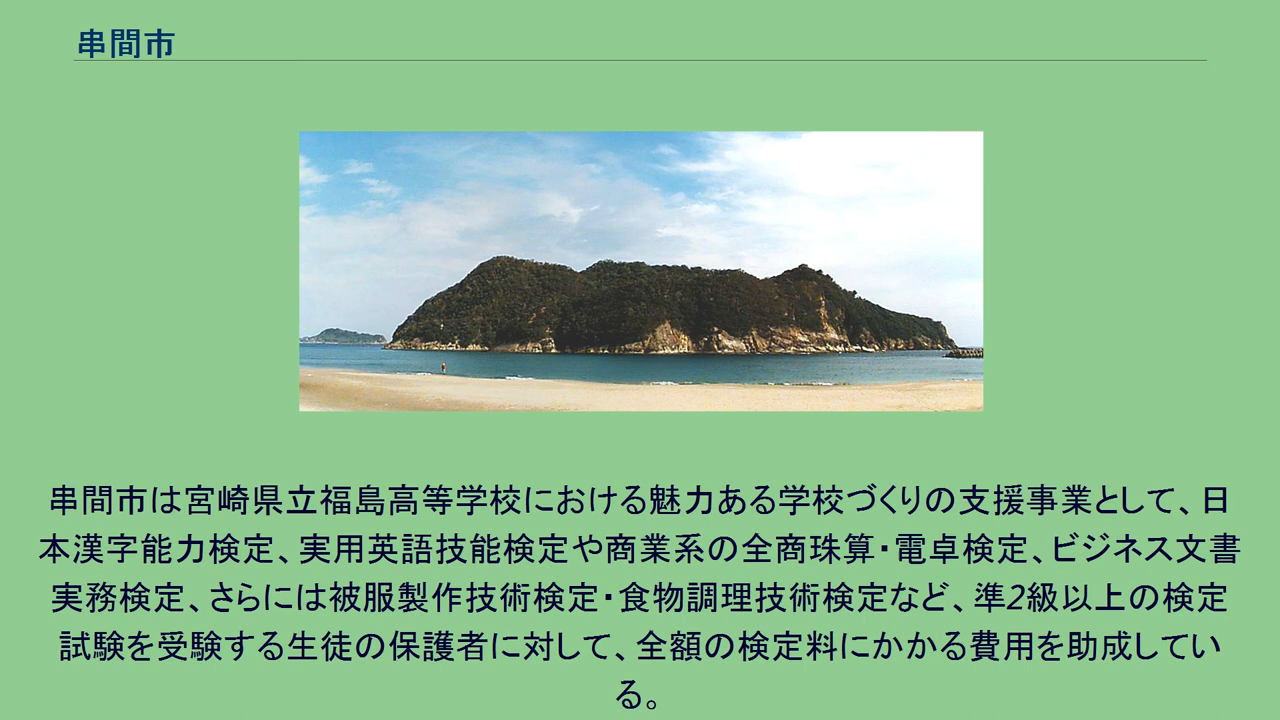 串間市
串間市は宮崎県立福島高等学校における魅力ある学校づくりの支援事業として、日
本漢字能力検定、実用英語技能検定や商業系の全商珠算・電卓検定、ビジネス文書
実務検定、さらには被服製作技術検定・食物調理技術検定など、準2級以上の検定
試験を受験する生徒の保護者に対して、全額の検定料にかかる費用を助成してい
る。